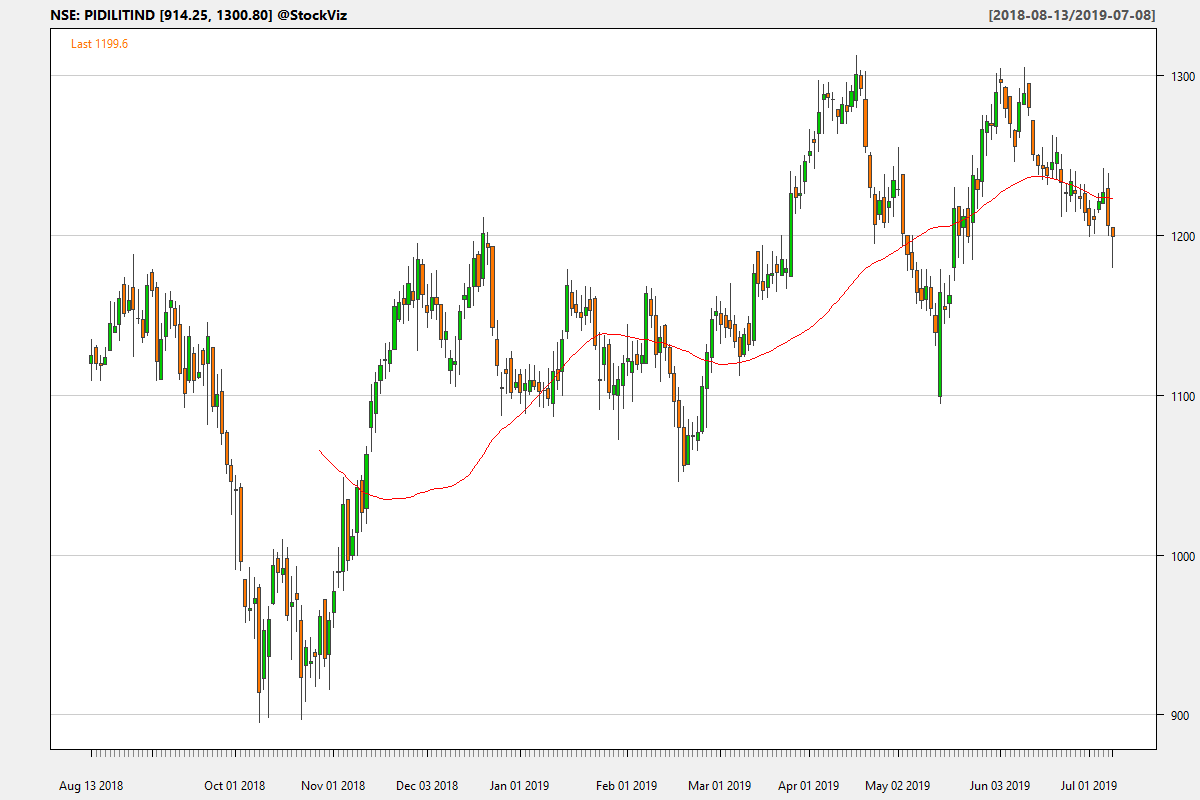 NSE: PIDILITIND [914.25, 1300.80] @StockViz [2018-08-13/2019-07-08]
Last 1199.6
1300
1200
1100
1000
900
Aug 13 2018 Oct 01 2018 Nov 01 2018 Dec 03 2018 Jan 01 2019 Feb 01 2019 Mar 01 2019 Apr 01 2019 May 02 2019 Jun 03 2019 Jul 01 2019